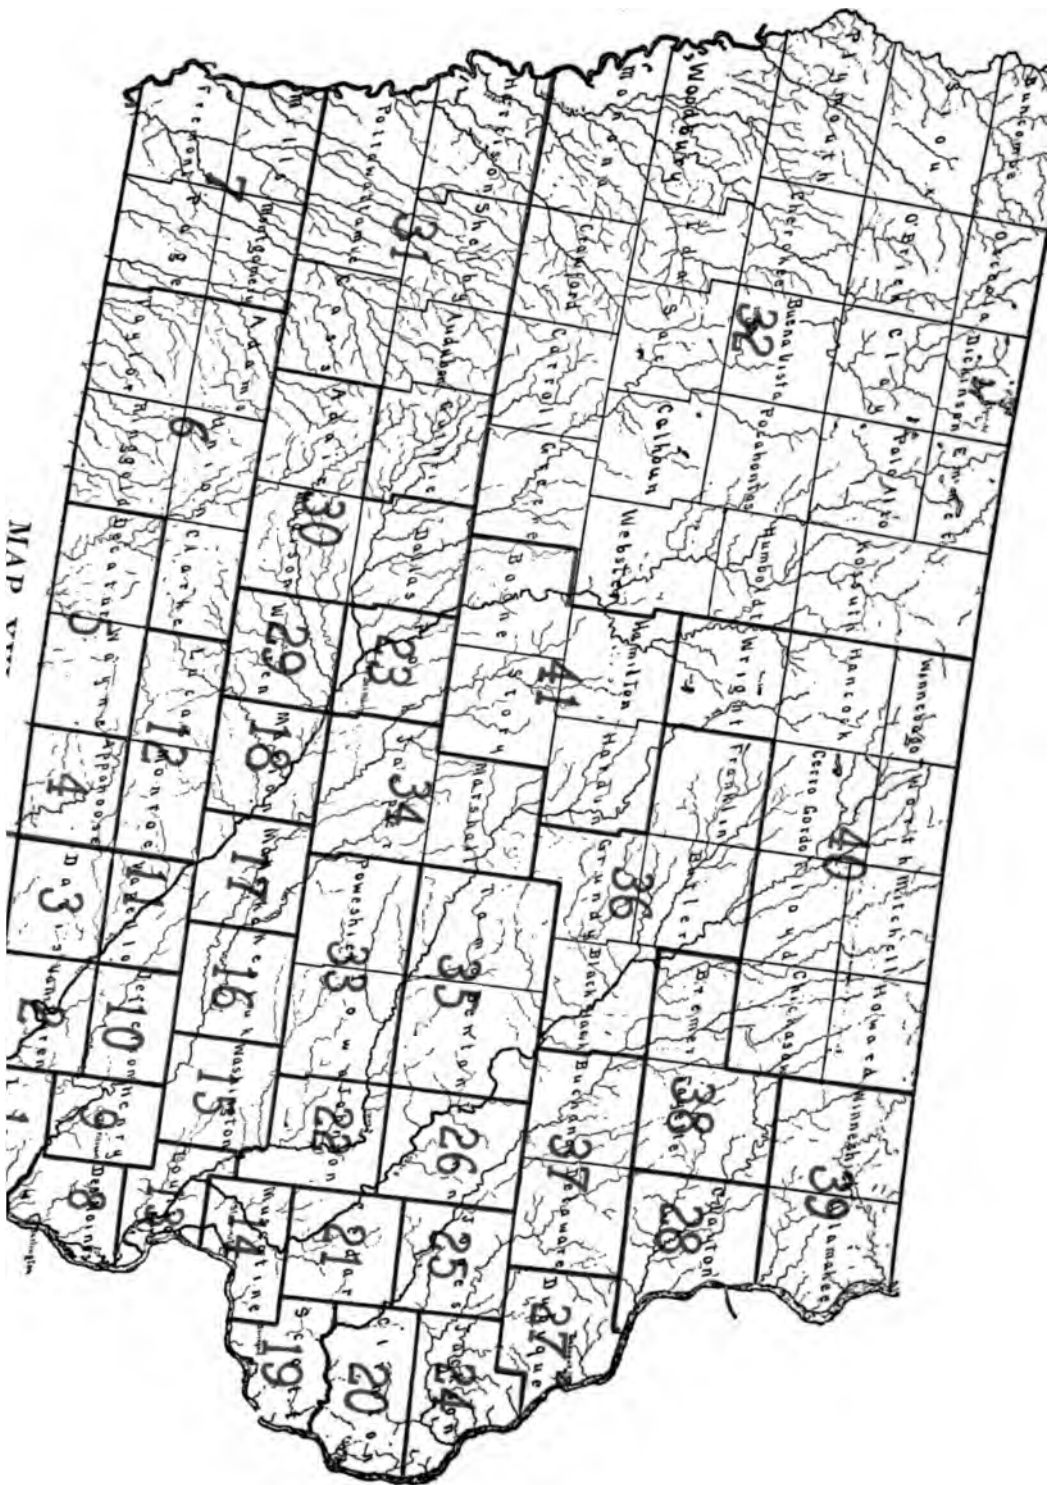 Buncombe
Osceola
Dickinson
Emmet
Winnebago
Worth
Mitchell
Howard
Winneshiek
Allamakee
Sioux
O'Brien
Clay
Palo Alto
Kossuth
Hancock
Cerro Gordo
Floyd
Chickasaw
40
39
Plymouth
Cherokee
Buena Vista
Pocahontas
Humboldt
Wright
Franklin
Butler
Bremer
Clayton
32
38
28
Woodbury
Ida
Sac
Calhoun
Webster
Hamilton
Hardin
Grundy
Black Hawk
Buchanan
Delaware
Dubuque
36
37
27
Monona
Crawford
Carroll
Greene
Boone
Story
Marshall
Tama
Benton
Linn
Jones
Jackson
41
35
26
25
24
Harrison
Shelby
Audubon
Guthrie
Dallas
Polk
Jasper
Poweshiek
Iowa
Johnson
Cedar
Clinton
31
23
34
33
22
21
20
Pottawattamie
Cass
Adair
Madison
Warren
Marion
Mahaska
Keokuk
Washington
Muscatine
Scott
30
29
18
17
16
15
14
19
Mills
Montgomery
Adams
Union
Clarke
Lucas
Monroe
Wapello
Jefferson
Henry
Louisa
7
6
12
11
10
9
13
Fremont
Page
Taylor
Ringgold
Decatur
Wayne
Appanoose
Davis
Van Buren
Des Moines
5
4
3
2
1
8
Burlington
MAP